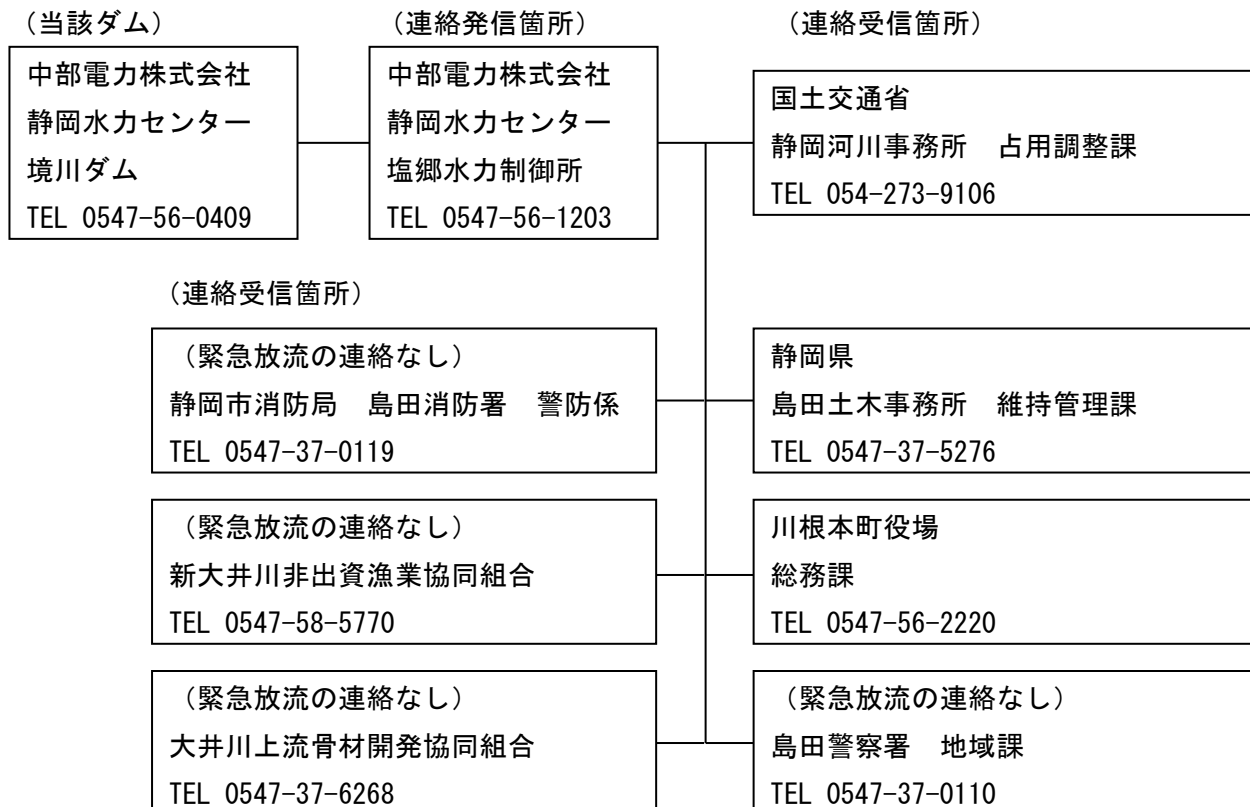 （当該ダム）
中部電力株式会社
静岡水力センター
境川ダム
TEL 0547-56-0409
（連絡発信箇所）
中部電力株式会社
静岡水力センター
塩郷水力制御所
TEL 0547-56-1203
（連絡受信箇所）
国土交通省
静岡河川事務所　占用調整課
TEL 054-273-9106
（連絡受信箇所）
（緊急放流の連絡なし）
静岡市消防局　島田消防署　警防係
TEL 0547-37-0119
静岡県
島田土木事務所　維持管理課
TEL 0547-37-5276
（緊急放流の連絡なし）
新大井川非出資漁業協同組合
TEL 0547-58-5770
川根本町役場
総務課
TEL 0547-56-2220
（緊急放流の連絡なし）
大井川上流骨材開発協同組合
TEL 0547-37-6268
（緊急放流の連絡なし）
島田警察署　地域課
TEL 0547-37-0110